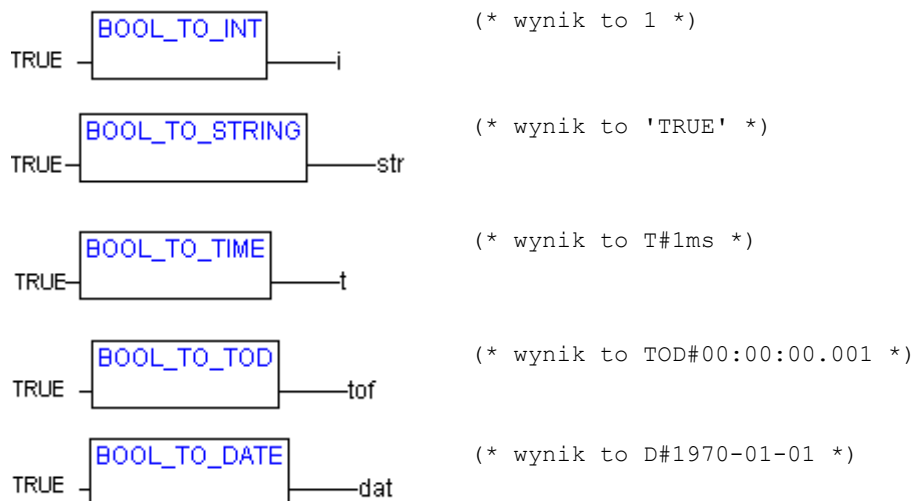 BOOL_TO_INT (* wynik to 1 *)
TRUE i
BOOL_TO_STRING (* wynik to 'TRUE' *)
TRUE str
BOOL_TO_TIME (* wynik to T#1ms *)
TRUE t
BOOL_TO_TOD (* wynik to TOD#00:00:00.001 *)
TRUE tof
BOOL_TO_DATE (* wynik to D#1970-01-01 *)
TRUE dat